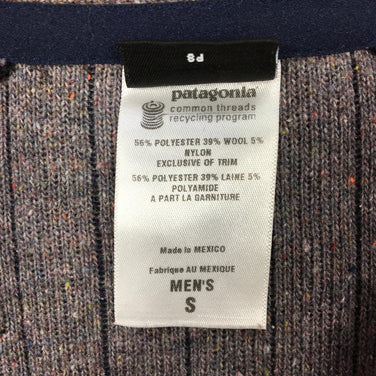 P8
patagonia
common threads
recycling program
56% POLYESTER 39% WOOL 5%
NYLON
EXCLUSIVE OF TRIM
56% POLYESTER 39% LAINE 5%
POLYAMIDE
A PART LA GARNITURE
Made in MEXICO
Fabriqué AU MEXIQUE
MEN'S
S